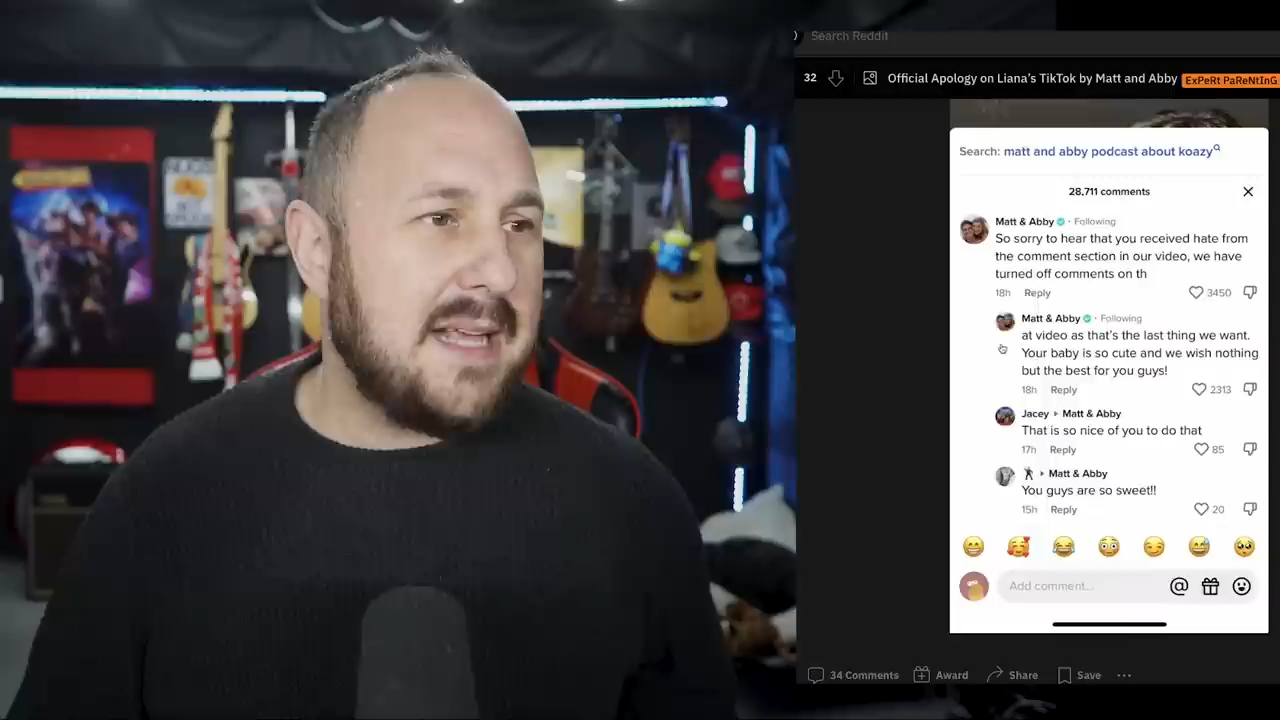 Search Reddit
32
Official Apology on Liana's TikTok by Matt and Abby
ExPeRt PaReNtInG
Search: matt and abby podcast about koazy
28,711 comments
Matt & Abby · Following
So sorry to hear that you received hate from
the comment section in our video, we have
turned off comments on th
18h Reply
3450
Matt & Abby · Following
at video as that's the last thing we want.
Your baby is so cute and we wish nothing
but the best for you guys!
18h Reply
2313
Jacey Matt & Abby
That is so nice of you to do that
17h Reply
85
Matt & Abby
You guys are so sweet!!
15h Reply
20
Add comment...
@
34 Comments
Award
Share
Save